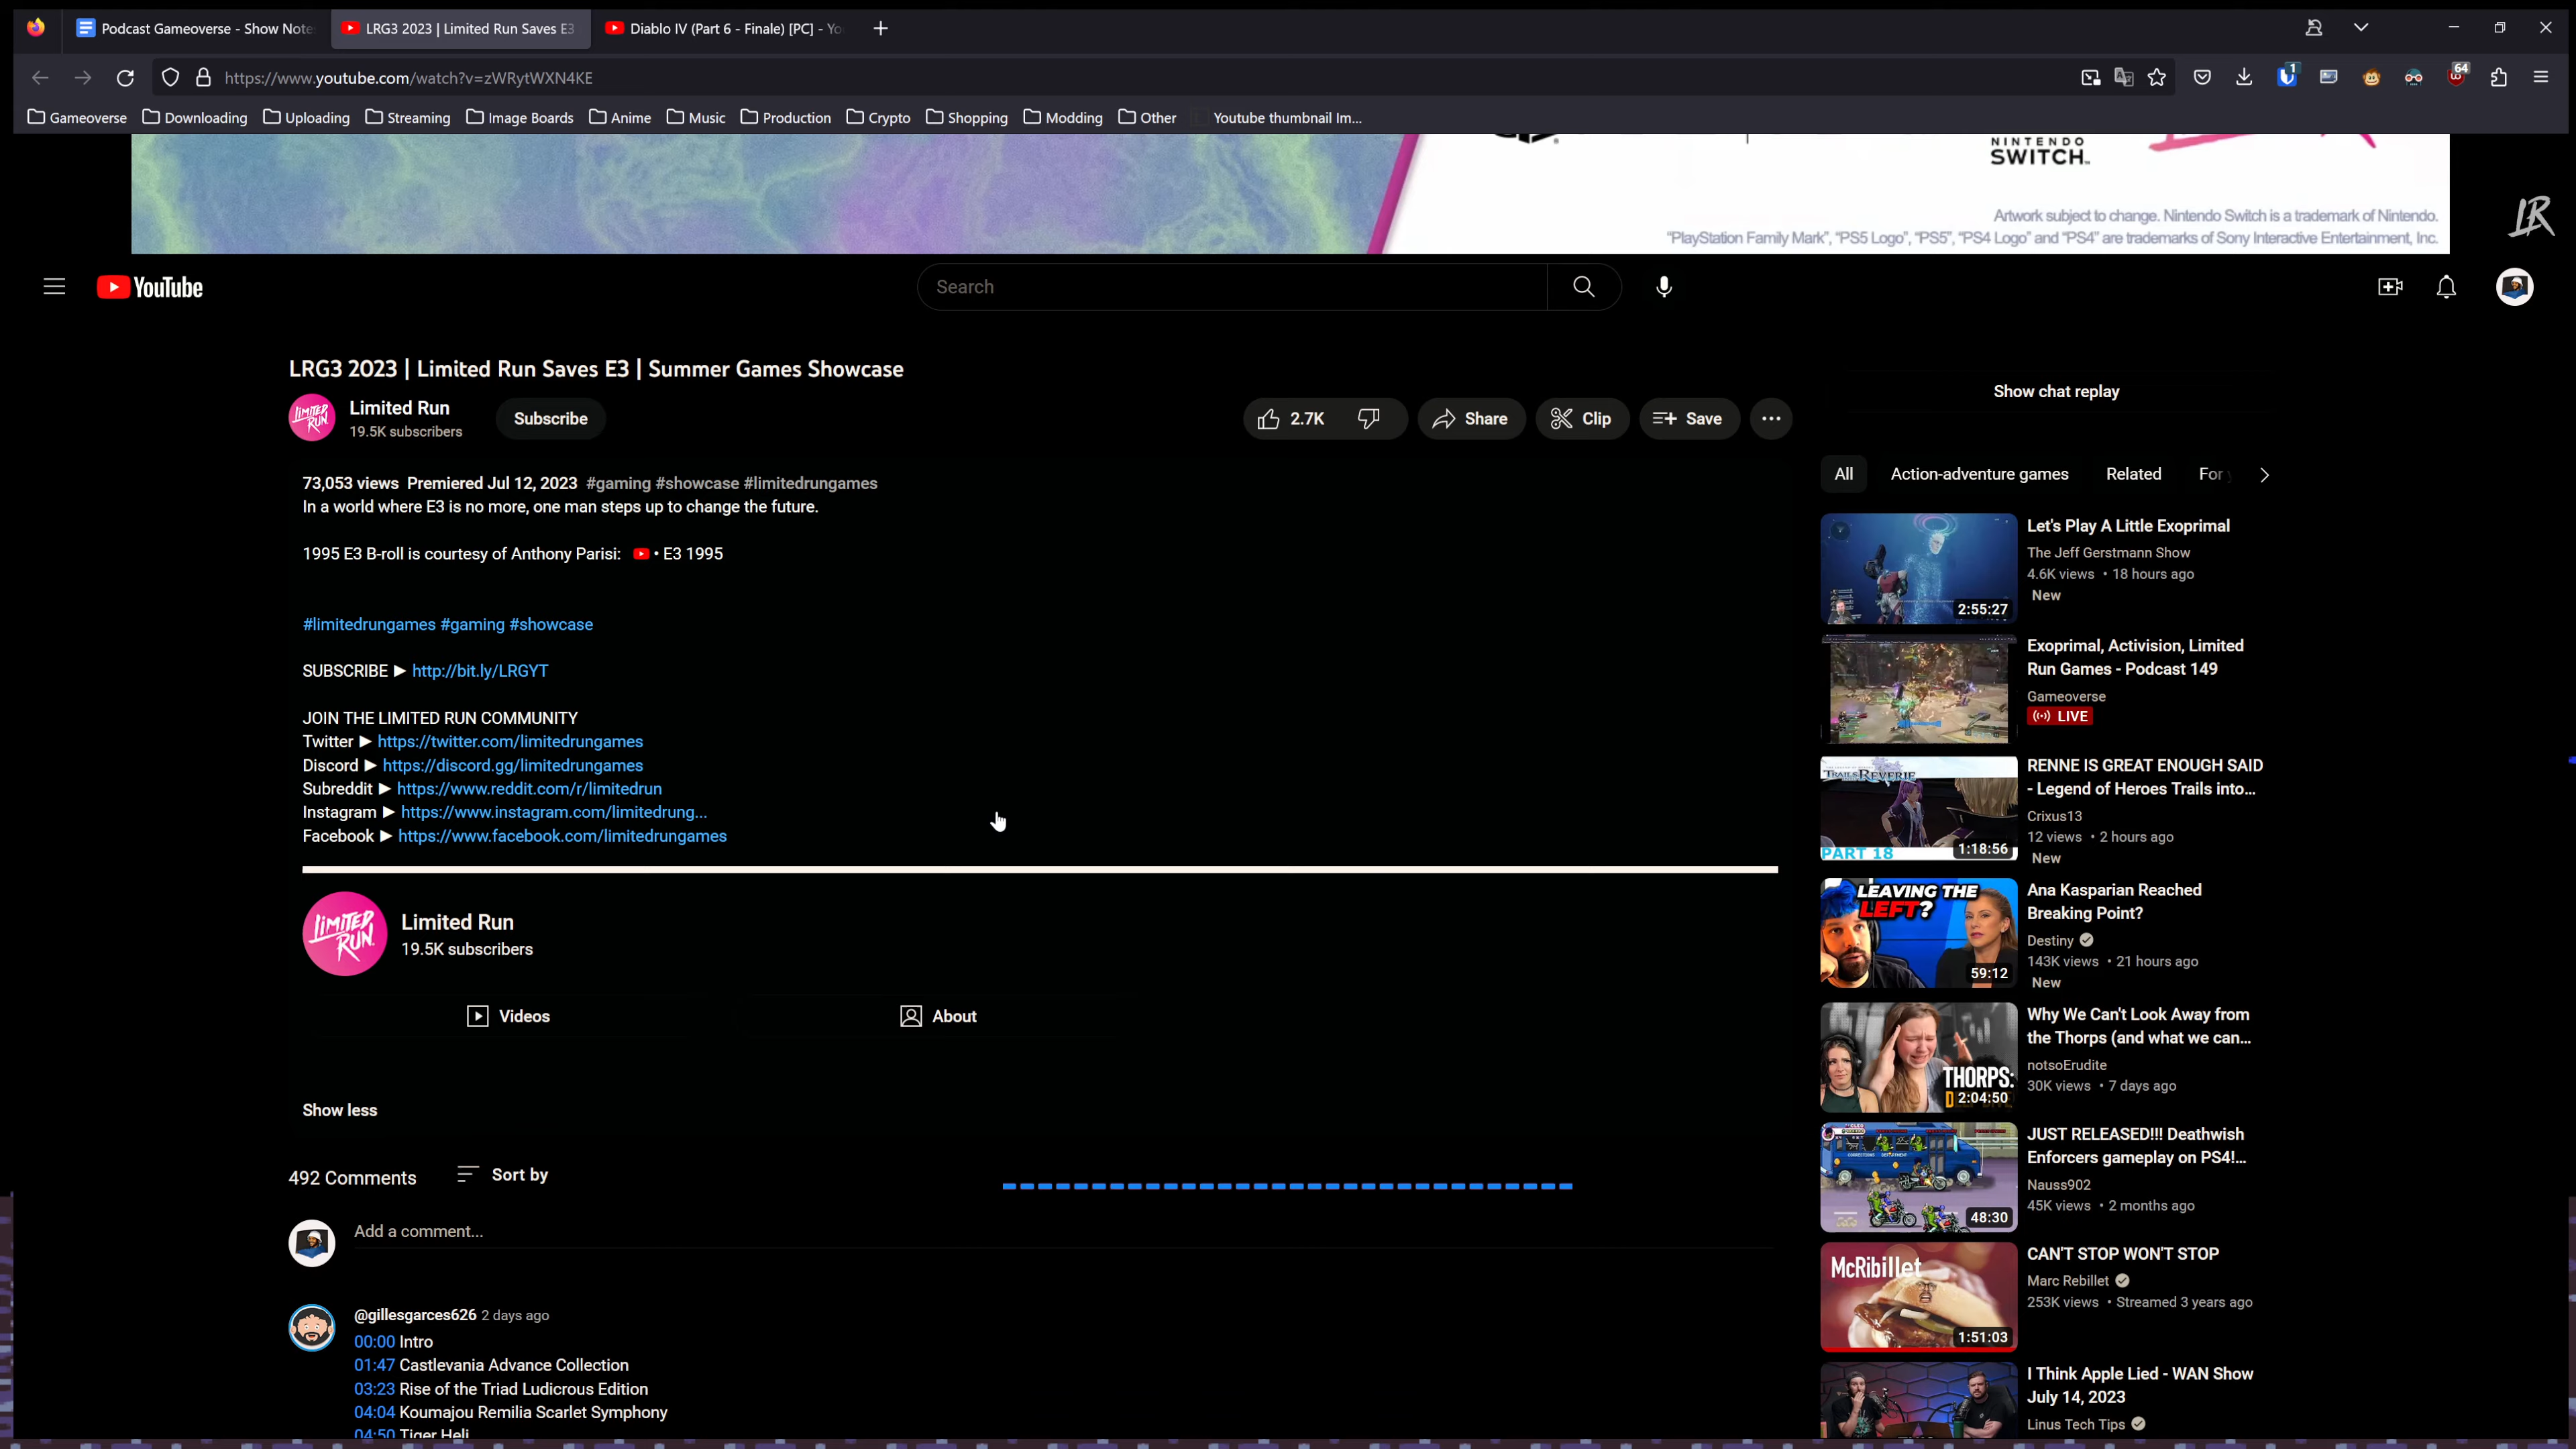 Podcast Gameoverse - Show Note
LRG3 2023 | Limited Run Saves E3
Diablo IV (Part 6 - Finale) [PC] - Yo
https://www.youtube.com/watch?v=zWRytWXN4KE
1
64
Gameoverse
Downloading
Uploading
Streaming
Image Boards
Anime
Music
Production
Crypto
Shopping
Modding
Other
Youtube thumbnail Im...
NINTENDO
SWITCH™
Artwork subject to change. Nintendo Switch is a trademark of Nintendo.
"PlayStation Family Mark", "PS5 Logo", "PS5", "PS4 Logo" and "PS4" are trademarks of Sony Interactive Entertainment, Inc.
LR
YouTube
Search
LRG3 2023 | Limited Run Saves E3 | Summer Games Showcase
LIMITED RUN
Limited Run
19.5K subscribers
Subscribe
2.7K
Share
Clip
Save
73,053 views Premiered Jul 12, 2023 #gaming #showcase #limitedrungames
In a world where E3 is no more, one man steps up to change the future.
1995 E3 B-roll is courtesy of Anthony Parisi: • E3 1995
#limitedrungames #gaming #showcase
SUBSCRIBE ► http://bit.ly/LRGYT
JOIN THE LIMITED RUN COMMUNITY
Twitter ► https://twitter.com/limitedrungames
Discord ► https://discord.gg/limitedrungames
Subreddit ► https://www.reddit.com/r/limitedrun
Instagram ► https://www.instagram.com/limitedrung...
Facebook ► https://www.facebook.com/limitedrungames
LIMITED RUN
Limited Run
19.5K subscribers
Videos
About
Show less
492 Comments
Sort by
Add a comment...
@gillesgarces626 2 days ago
00:00 Intro
01:47 Castlevania Advance Collection
03:23 Rise of the Triad Ludicrous Edition
04:04 Koumajou Remilia Scarlet Symphony
04:50 Tiger Heli
Show chat replay
All
Action-adventure games
Related
For
2:55:27
Let's Play A Little Exoprimal
The Jeff Gerstmann Show
4.6K views • 18 hours ago
New
Exoprimal, Activision, Limited
Run Games - Podcast 149
Gameoverse
LIVE
TRAILS REVERIE
PART 18
1:18:56
RENNE IS GREAT ENOUGH SAID
- Legend of Heroes Trails into...
Crixus13
12 views • 2 hours ago
New
LEAVING THE
LEFT?
59:12
Ana Kasparian Reached
Breaking Point?
Destiny
143K views • 21 hours ago
New
THORPS:
2:04:50
Why We Can't Look Away from
the Thorps (and what we can...
notsoErudite
30K views • 7 days ago
48:30
JUST RELEASED!!! Deathwish
Enforcers gameplay on PS4!...
Nauss902
45K views • 2 months ago
McRibillet
1:51:03
CAN'T STOP WON'T STOP
Marc Rebillet
253K views • Streamed 3 years ago
I Think Apple Lied - WAN Show
July 14, 2023
Linus Tech Tips